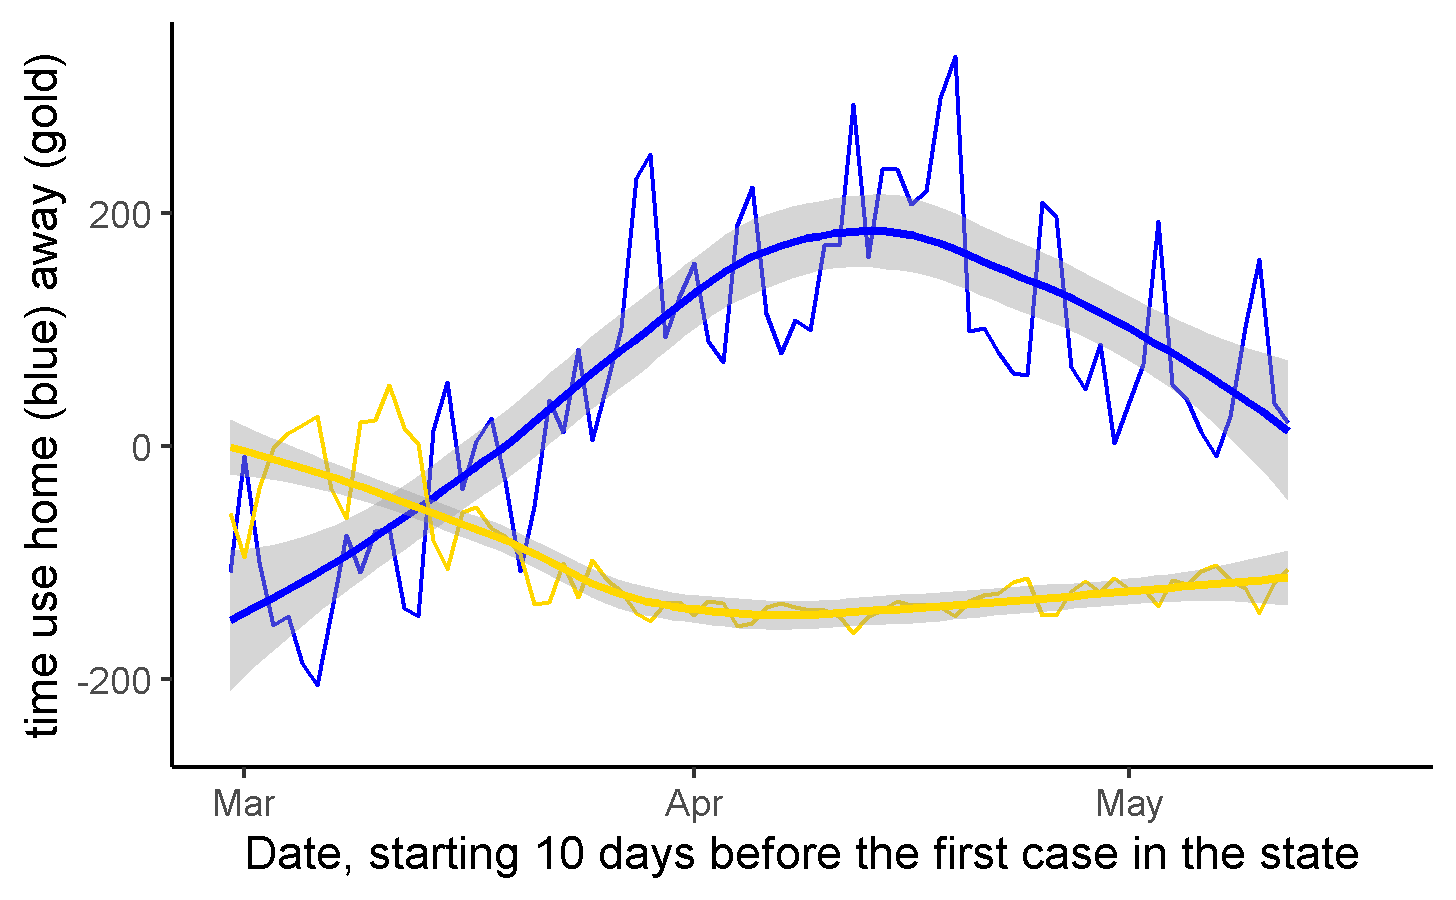 time use home (blue) away (gold)
200
0
-200
Mar
Apr
May
Date, starting 10 days before the first case in the state